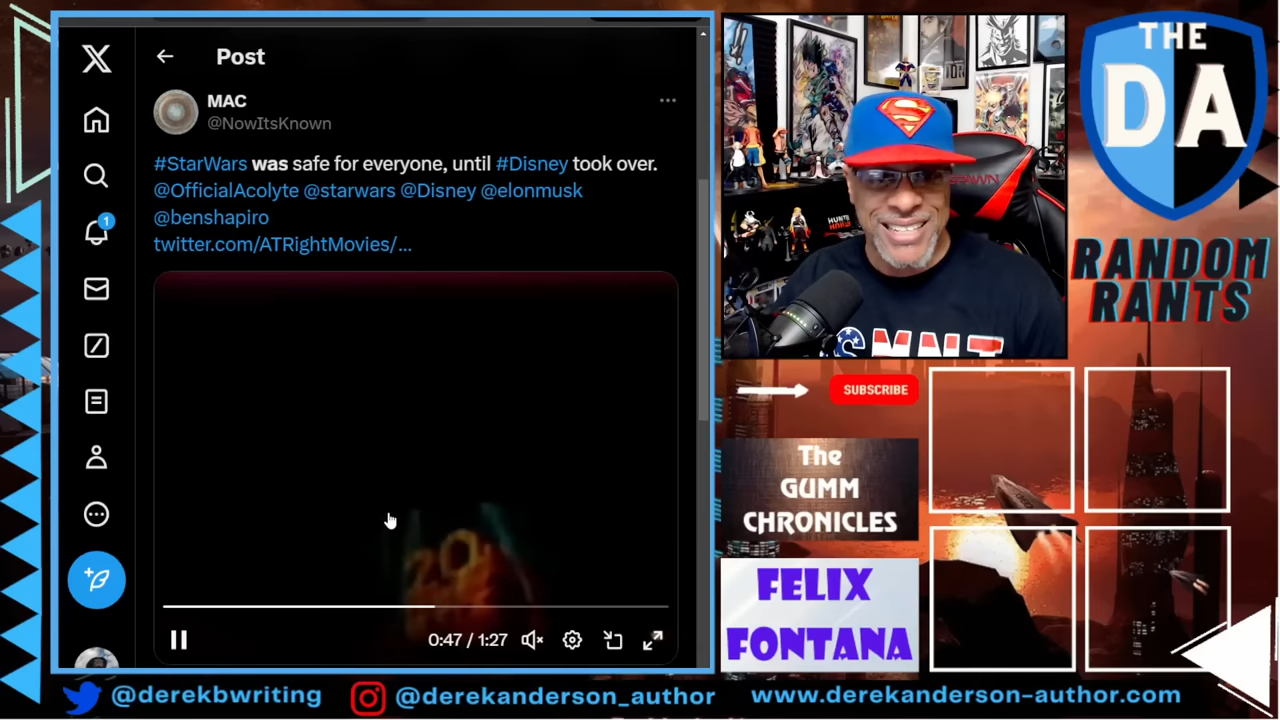 Post
MAC
@NowItsKnown
#StarWars was safe for everyone, until #Disney took over.
@OfficialAcolyte @starwars @Disney @elonmusk
@benshapiro
twitter.com/ATRightMovies/...
1
20
0:47 / 1:27
THE
DA
RANDOM
RANTS
SUBSCRIBE
The
GUMM
CHRONICLES
FELIX
FONTANA
@derekbwriting
@derekanderson_author
www.derekanderson-author.com